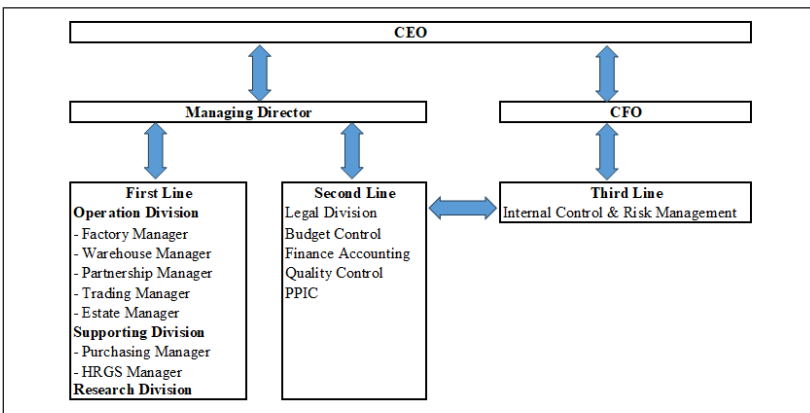 CEO
Managing Director
CFO
First Line
Operation Division
- Factory Manager
- Warehouse Manager
- Partnership Manager
- Trading Manager
- Estate Manager
Supporting Division
- Purchasing Manager
- HRGS Manager
Research Division
Second Line
Legal Division
Budget Control
Finance Accounting
Quality Control
PPIC
Third Line
Internal Control & Risk Management